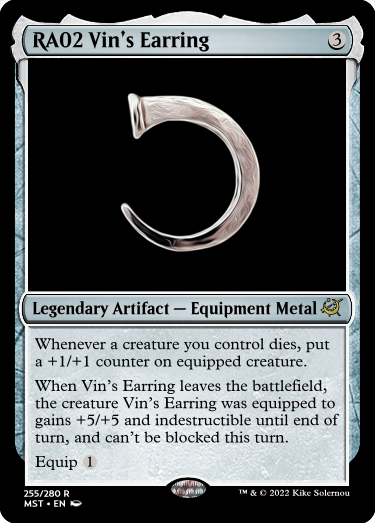 RA02 Vin's Earring 3
Legendary Artifact — Equipment Metal
Whenever a creature you control dies, put
a +1/+1 counter on equipped creature.
When Vin's Earring leaves the battlefield,
the creature Vin's Earring was equipped to
gains +5/+5 and indestructible until end of
turn, and can't be blocked this turn.
Equip 1
255/280 R
MST • EN
™ & © 2022 Kike Solernou